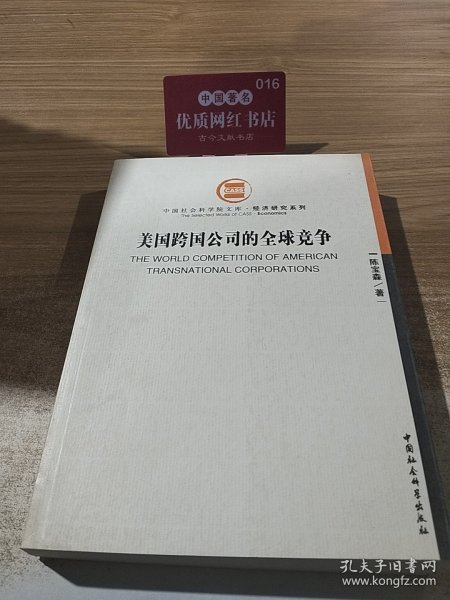 016
中国著名
优质网红书店
古今文献书店
CASS
中国社会科学院文库·经济研究系列
The Selected Works of CASS · Economics
美国跨国公司的全球竞争
THE WORLD COMPETITION OF AMERICAN
TRANSNATIONAL CORPORATIONS
陈宝森/著
中国社会科学出版社
孔夫子旧书网
www.kongfz.com